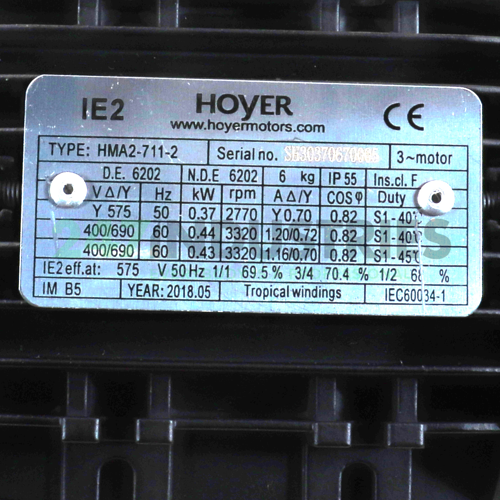 IE2 HOYER CE
www.hoyermotors.com
TYPE: HMA2-711-2 Serial no. 3~motor
D.E. 6202 N.D.E 6202 6 kg IP 55 Ins.cl. F
V Δ/Y Hz kW rpm A Δ/Y COSφ Duty
Y 575 50 0.37 2770 Y 0.70 0.82 S1-40
400/690 60 0.44 3320 1.20/0.72 0.82 S1-40
400/690 60 0.43 3320 1.16/0.70 0.82 S1-45
IE2 eff.at: 575 V 50 Hz 1/1 69.5 % 3/4 70.4 % 1/2 %
IM B5 YEAR: 2018.05 Tropical windings IEC60034-1